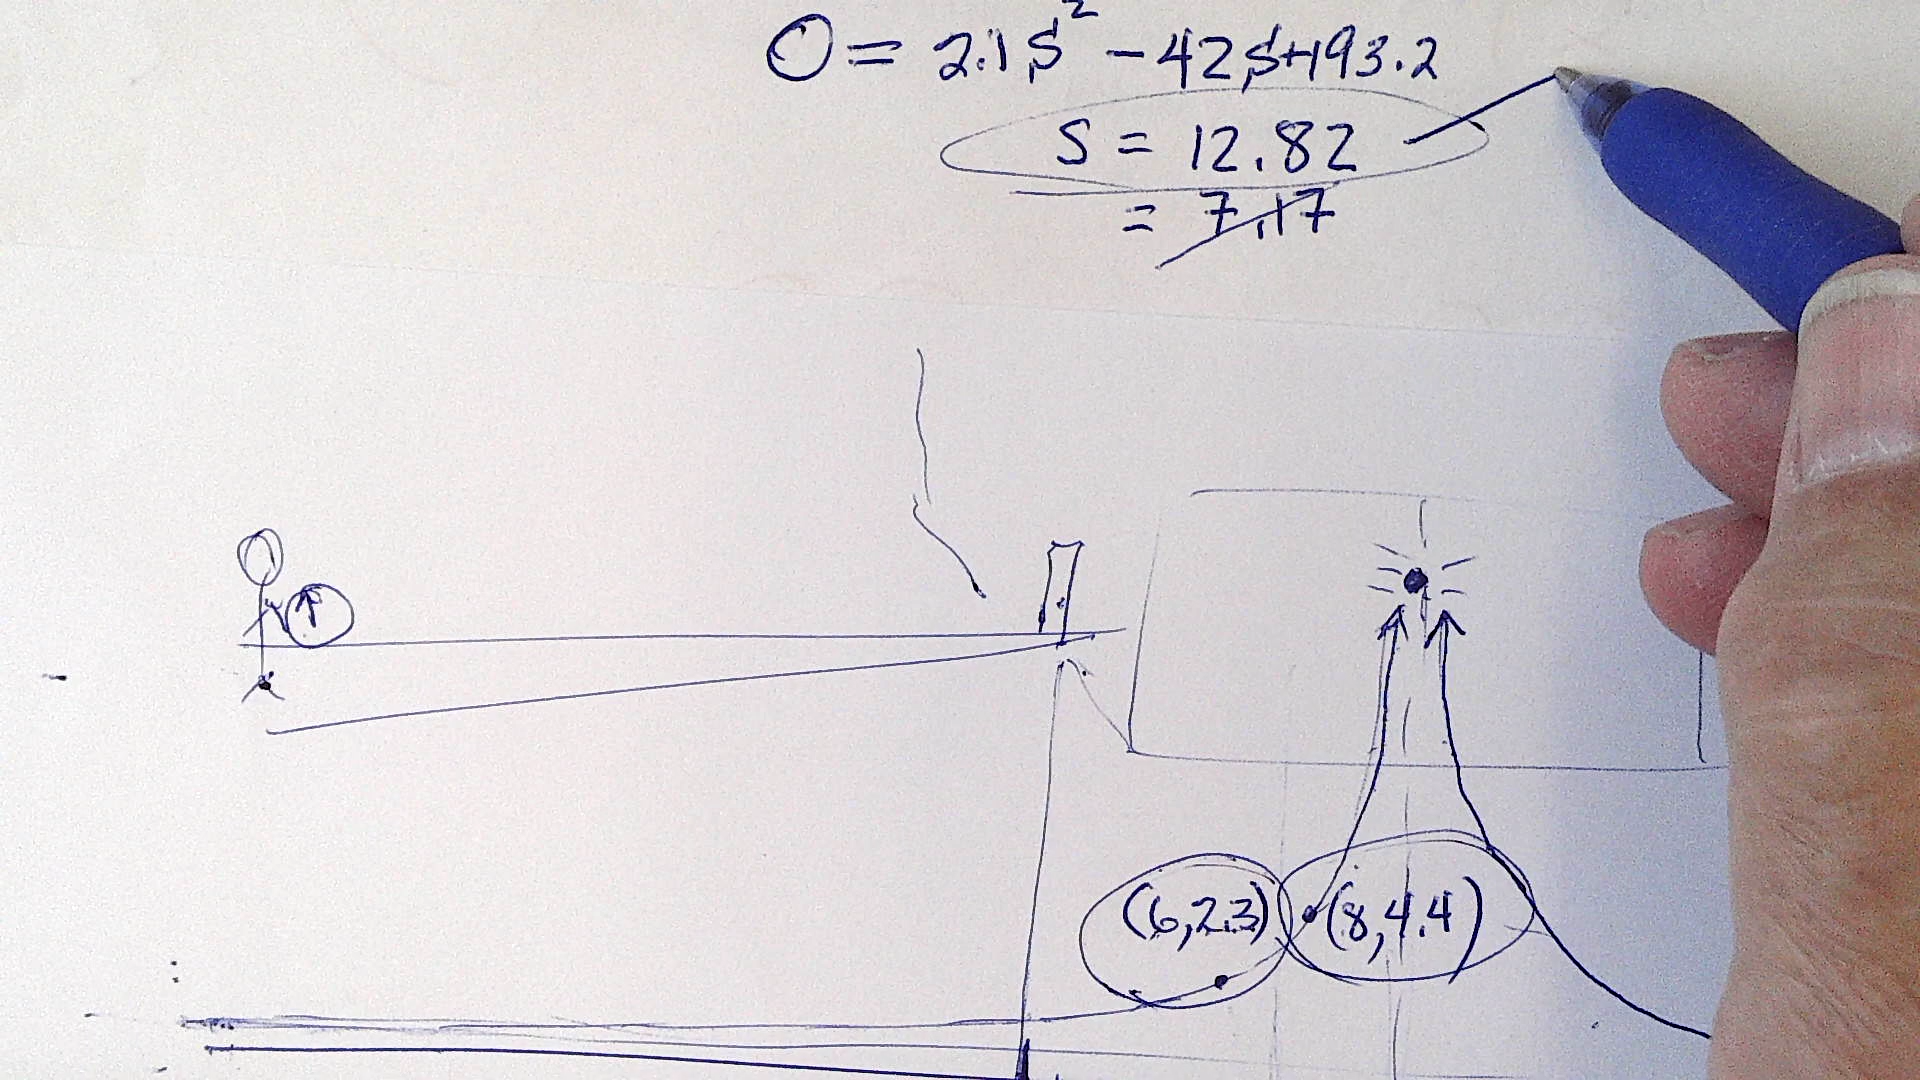 0 = 2.1s² - 42s + 193.2
s = 12.82
= 7.17
(6,2.3) (8,4.4)